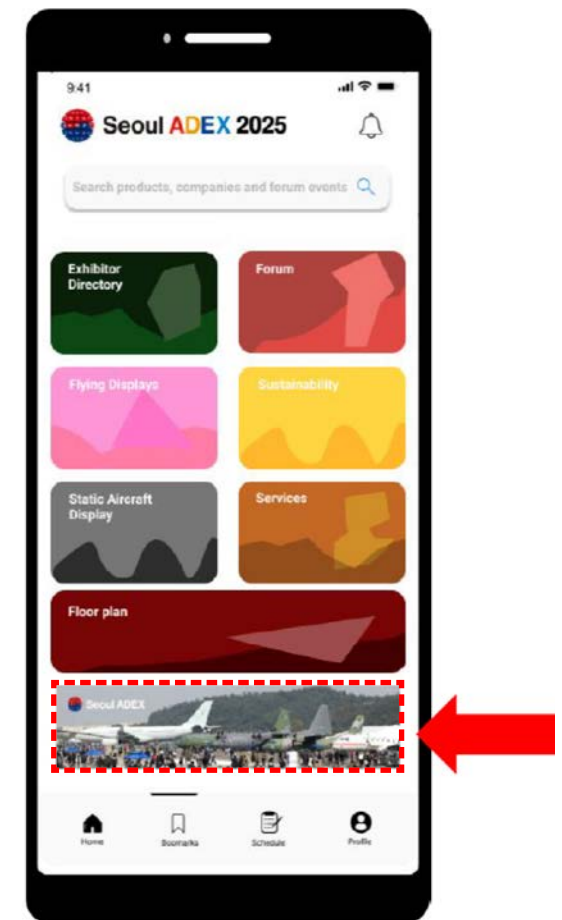 9:41
Seoul ADEX 2025
Search products, companies and forum events
Exhibitor
Directory
Forum
Flying Displays
Sustainability
Static Aircraft
Display
Services
Floor plan
Seoul ADEX
Home
Boomarks
Schedule
Profile